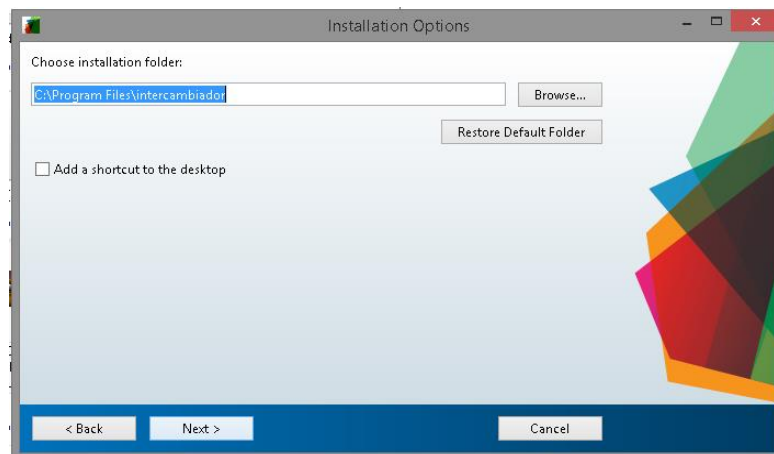 Installation Options
Choose installation folder:
C:\Program Files\intercambiador
Browse...
Restore Default Folder
Add a shortcut to the desktop
< Back
Next >
Cancel